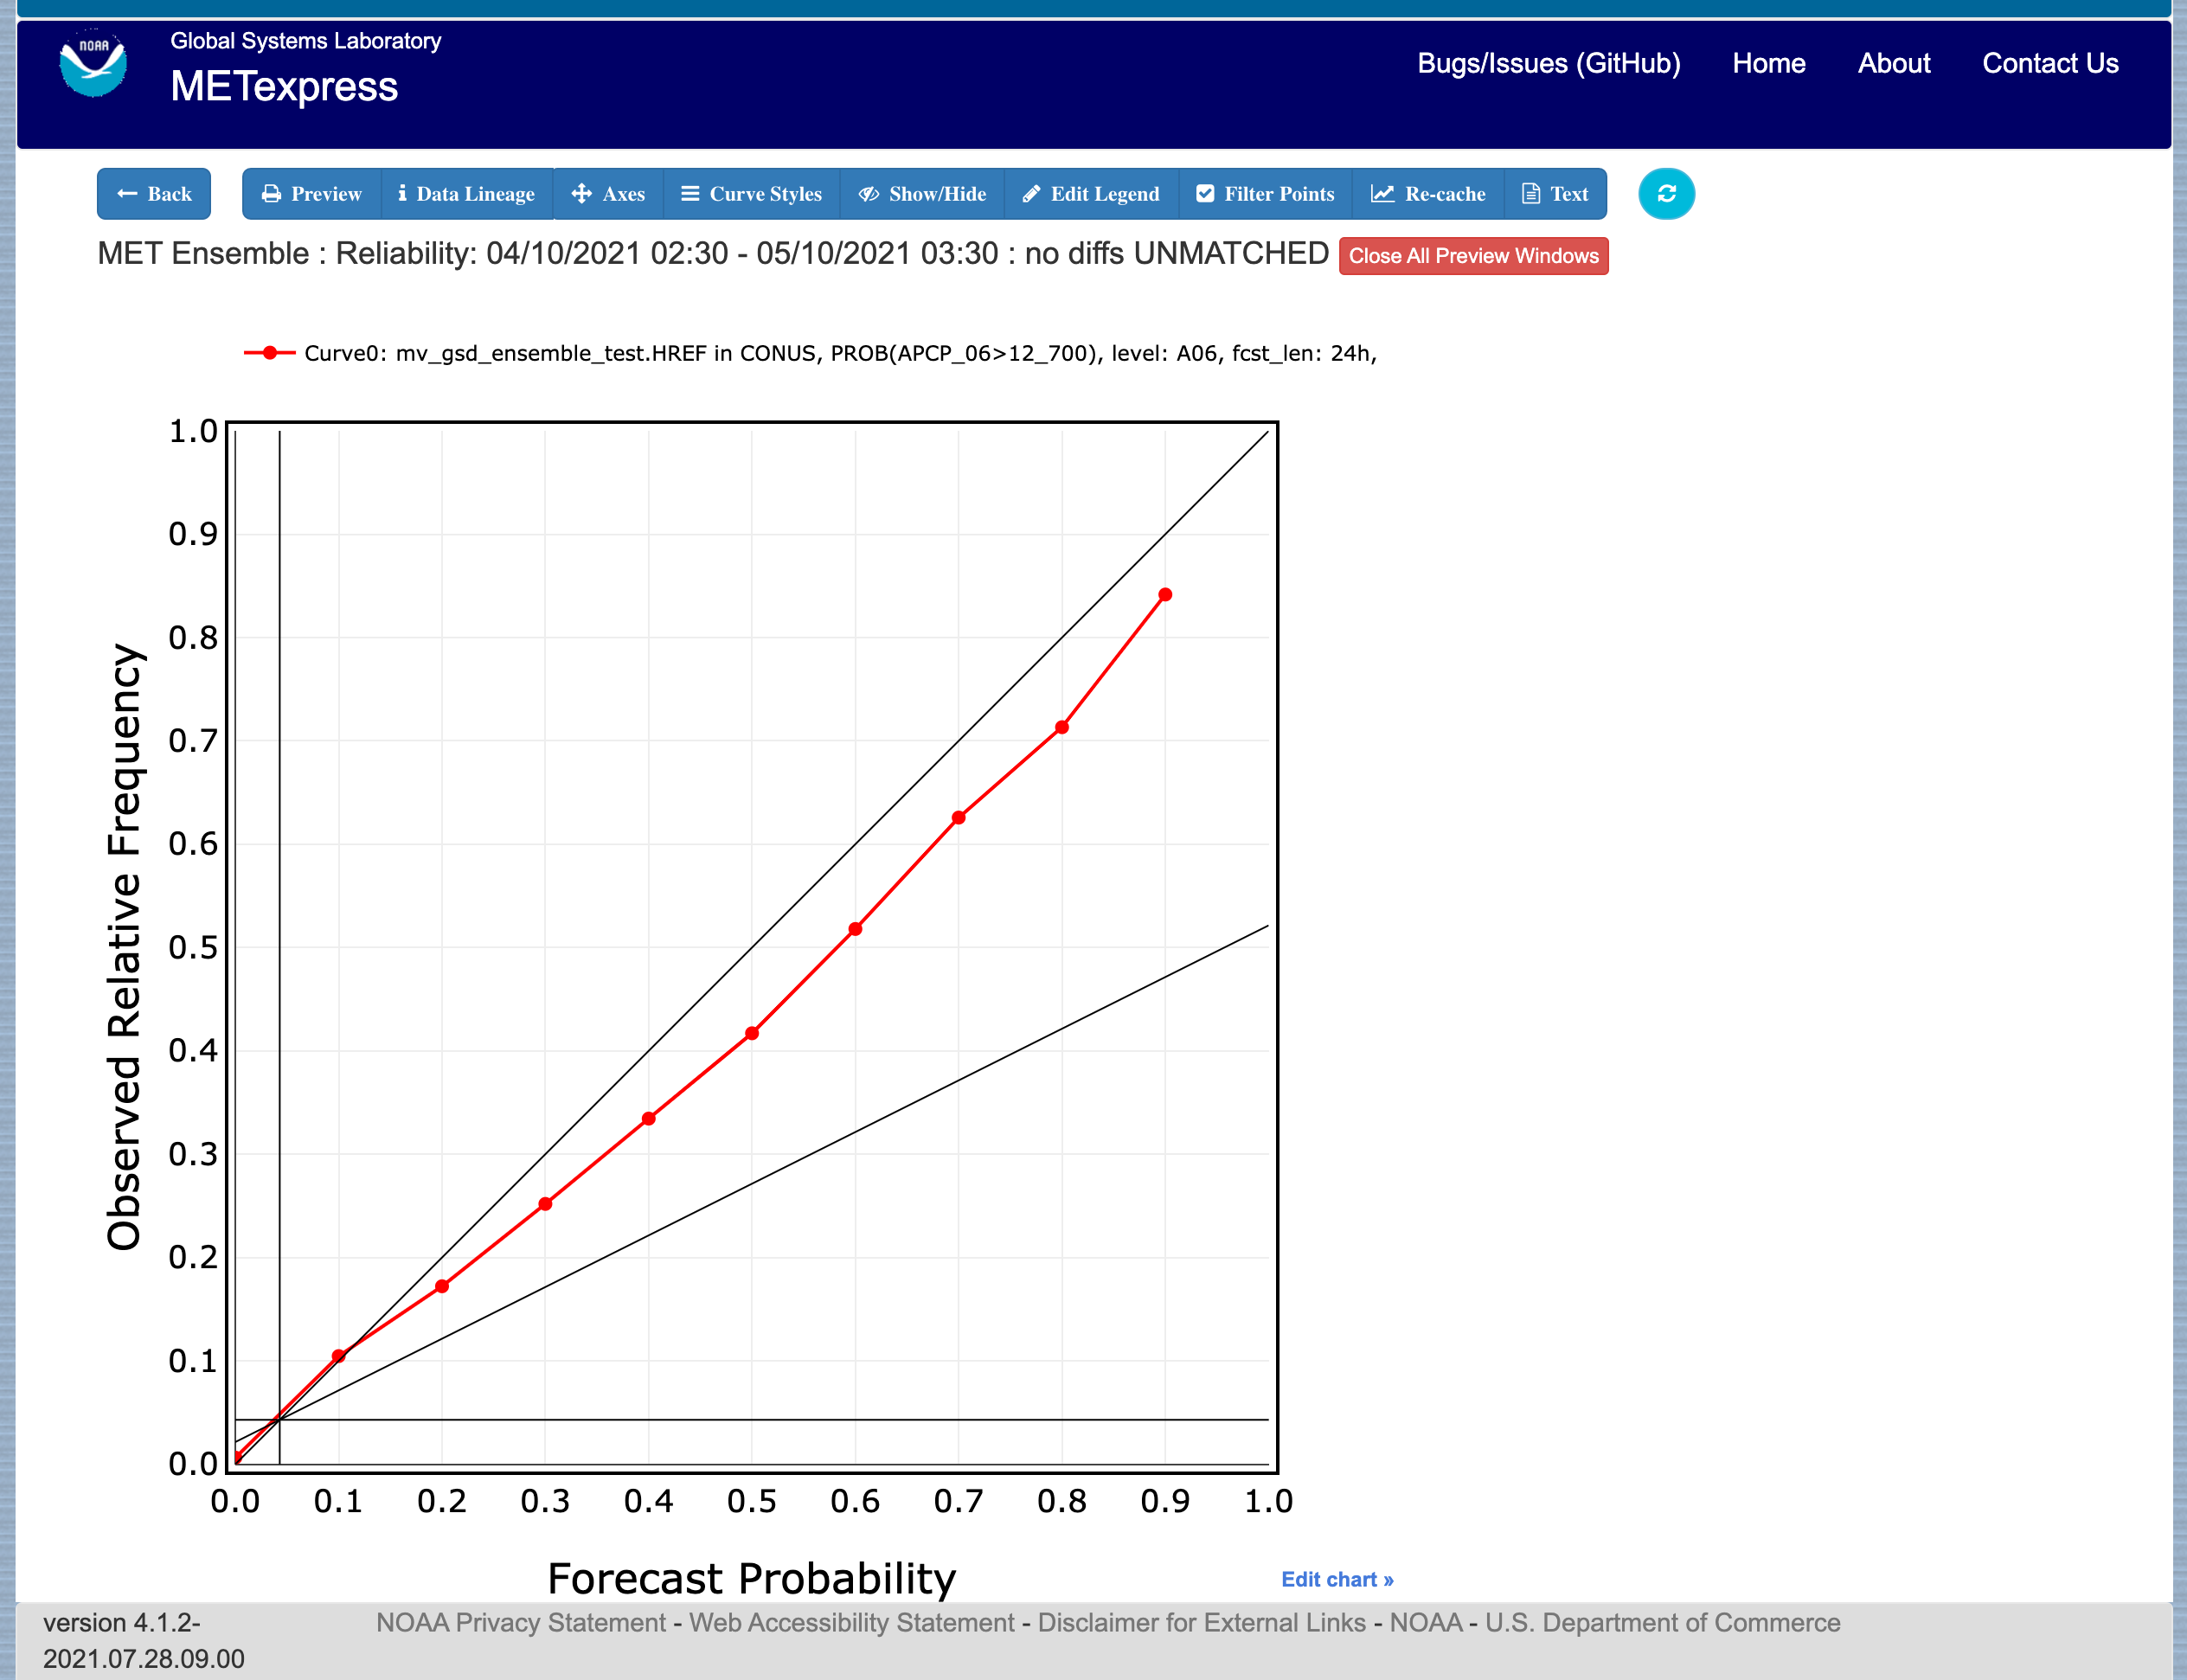 NOAA
Global Systems Laboratory
METexpress
Bugs/Issues (GitHub) Home About Contact Us
Back Preview Data Lineage Axes Curve Styles Show/Hide Edit Legend Filter Points Re-cache Text
MET Ensemble : Reliability: 04/10/2021 02:30 - 05/10/2021 03:30 : no diffs UNMATCHED Close All Preview Windows
Curve0: mv_gsd_ensemble_test.HREF in CONUS, PROB(APCP_06>12_700), level: A06, fcst_len: 24h,
1.0
0.9
0.8
0.7
0.6
0.5
0.4
0.3
0.2
0.1
0.0
Observed Relative Frequency
0.0 0.1 0.2 0.3 0.4 0.5 0.6 0.7 0.8 0.9 1.0
Forecast Probability
Edit chart »
version 4.1.2-
2021.07.28.09.00
NOAA Privacy Statement - Web Accessibility Statement - Disclaimer for External Links - NOAA - U.S. Department of Commerce